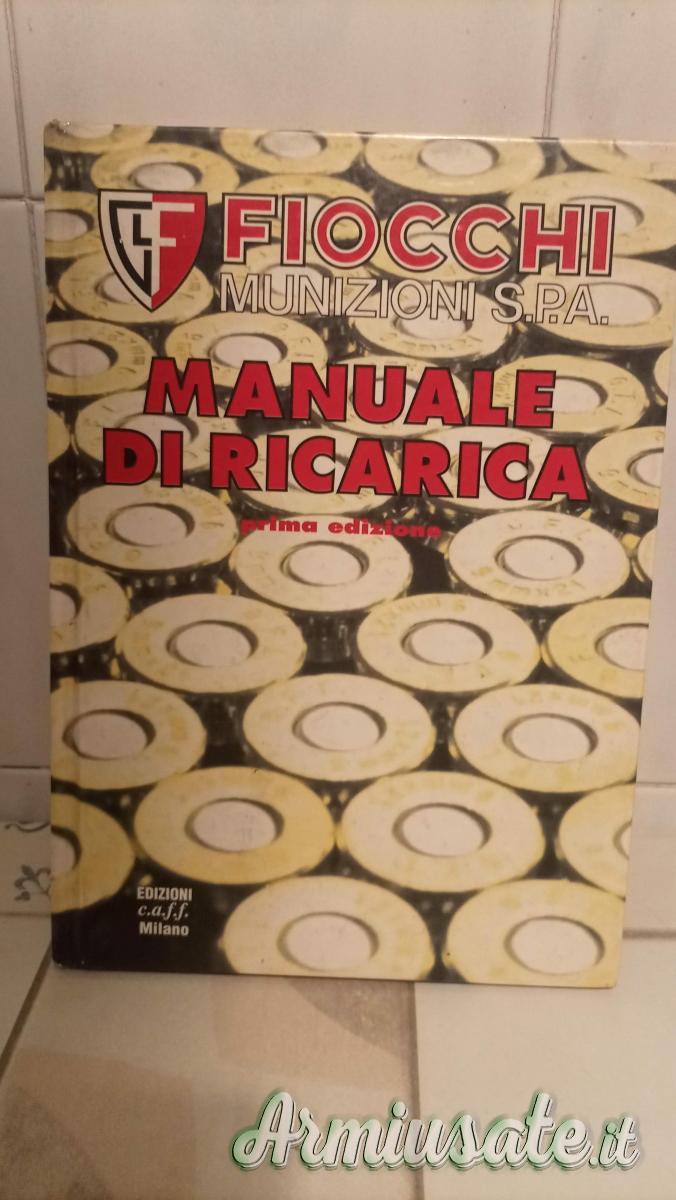 FIOCCHI
MUNIZIONI S.P.A.
MANUALE
DI RICARICA
prima edizione
EDIZIONI
c.a.f.f.
Milano
Armiusate.it